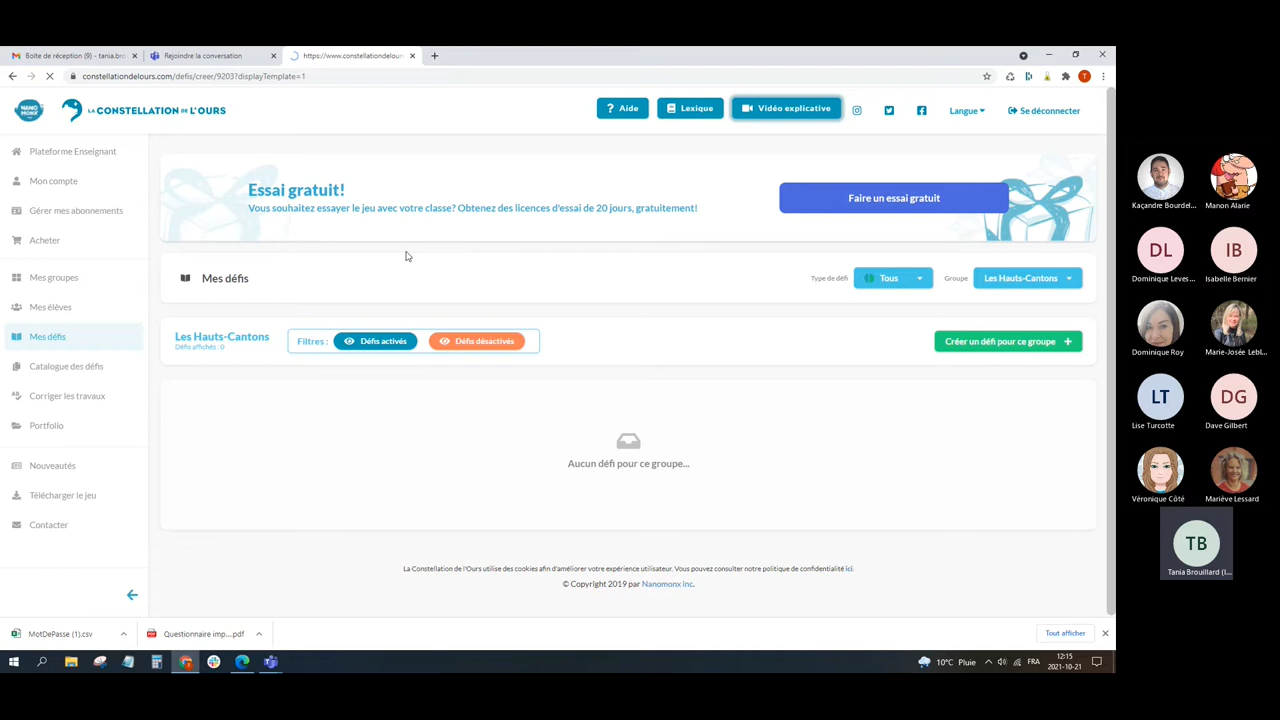 Boîte de réception (9) - tania.bro
Rejoindre la conversation
https://www.constellationdelours
constellationdelours.com/defis/creer/9203?displayTemplate=1
NANO MONX
LA CONSTELLATION DE L'OURS
? Aide
Lexique
Vidéo explicative
Langue
Se déconnecter
Plateforme Enseignant
Mon compte
Gérer mes abonnements
Acheter
Mes groupes
Mes élèves
Mes défis
Catalogue des défis
Corriger les travaux
Portfolio
Nouveautés
Télécharger le jeu
Contacter
Essai gratuit!
Vous souhaitez essayer le jeu avec votre classe? Obtenez des licences d'essai de 20 jours, gratuitement!
Faire un essai gratuit
Mes défis
Type de défi
Tous
Groupe
Les Hauts-Cantons
Les Hauts-Cantons
Défis affichés : 0
Filtres :
Défis activés
Défis désactivés
Créer un défi pour ce groupe +
Aucun défi pour ce groupe...
La Constellation de l'Ours utilise des cookies afin d'améliorer votre expérience utilisateur. Vous pouvez consulter notre politique de confidentialité ici.
© Copyright 2019 par Nanomonx inc.
MotDePasse (1).csv
Questionnaire imp....pdf
Tout afficher
10°C Pluie
FRA
12:15
2021-10-21
Kaçandre Bourdel...
Manon Alarie
DL
Dominique Leves...
IB
Isabelle Bernier
Dominique Roy
Marie-Josée Lebl...
LT
Lise Turcotte
DG
Dave Gilbert
Véronique Côté
Mariève Lessard
TB
Tania Brouillard (I...